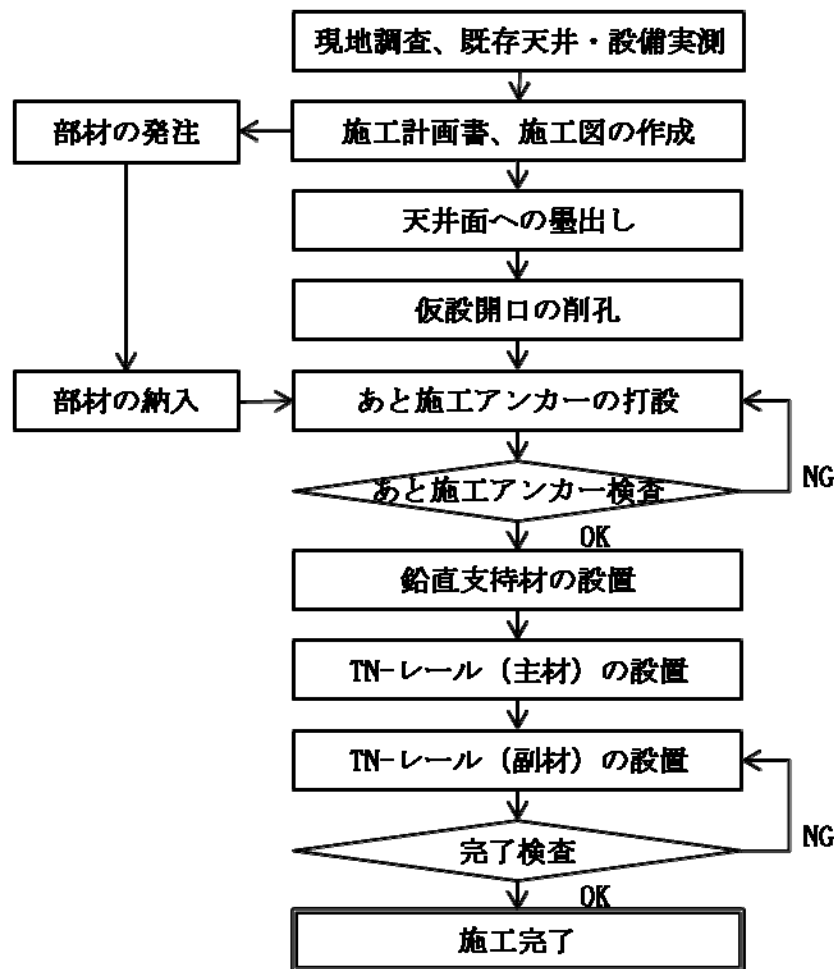 現地調査、既存天井・設備実測
部材の発注
施工計画書、施工図の作成
天井面への墨出し
仮設開口の削孔
部材の納入
あと施工アンカーの打設
あと施工アンカー検査
NG
OK
鉛直支持材の設置
TN-レール（主材）の設置
TN-レール（副材）の設置
完了検査
NG
OK
施工完了